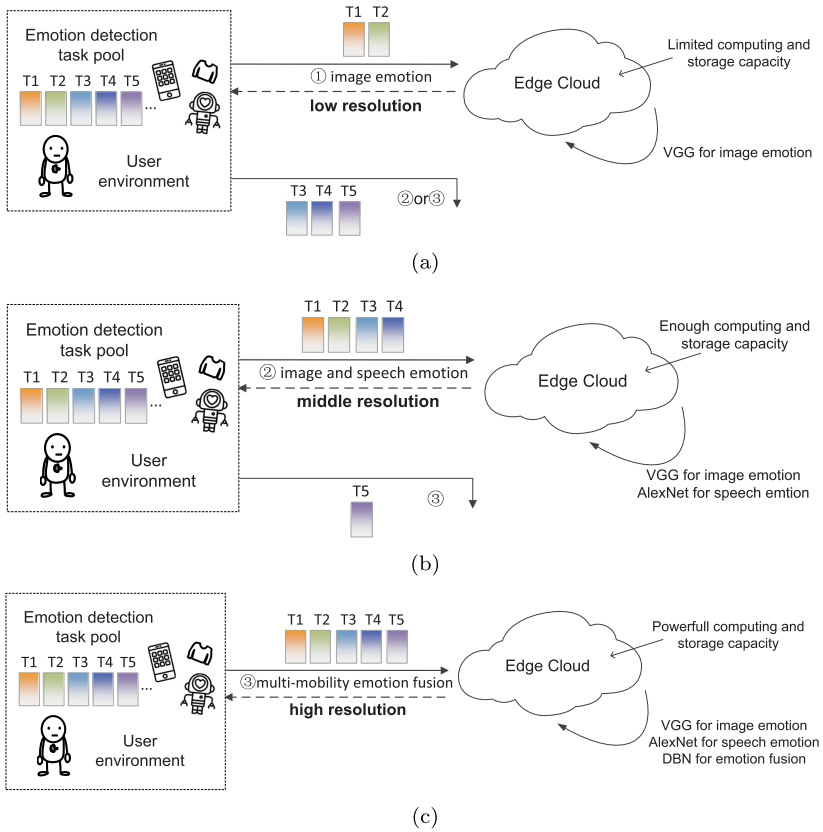 T1 T2
Emotion detection
task pool
T1 T2 T3 T4 T5
...
User
environment
① image emotion
low resolution
Edge Cloud
Limited computing and
storage capacity
VGG for image emotion
②or③
T3 T4 T5
(a)
T1 T2 T3 T4
Emotion detection
task pool
T1 T2 T3 T4 T5
...
User
environment
② image and speech emotion
middle resolution
Edge Cloud
Enough computing and
storage capacity
VGG for image emotion
AlexNet for speech emtion
③
T5
(b)
T1 T2 T3 T4 T5
Emotion detection
task pool
T1 T2 T3 T4 T5
...
User
environment
③multi-mobility emotion fusion
high resolution
Edge Cloud
Powerfull computing and
storage capacity
VGG for image emotion
AlexNet for speech emotion
DBN for emotion fusion
(c)